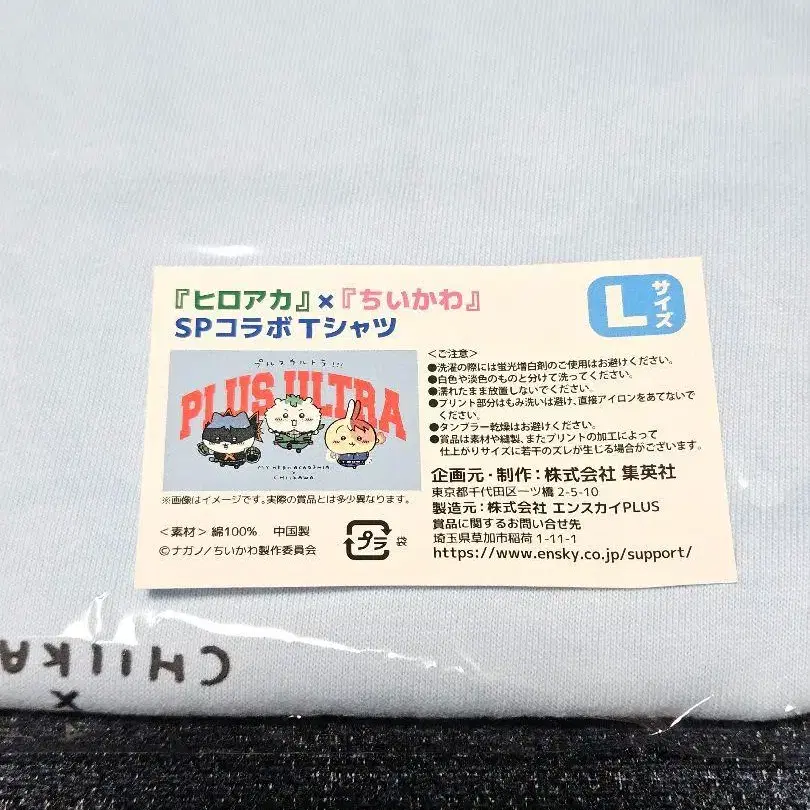 『ヒロアカ』×『ちいかわ』
SPコラボTシャツ
Lサイズ
プルスウルトラ!!
PLUS ULTRA
MY HERO ACADEMIA
×
CHIIKAWA
※画像はイメージです。実際の賞品とは多少異なります。
<素材> 綿100% 中国製
©ナガノ/ちいかわ製作委員会
プラ
袋
<ご注意>
●洗濯の際には蛍光増白剤のご使用はお避けください。
●白色や淡色のものと分けて洗ってください。
●濡れたまま放置しないでください。
●プリント部分はもみ洗いは避け、直接アイロンをあてないで
ください。
●タンブラー乾燥はお避けください。
●賞品は素材や縫製、またプリントの加工によって
仕上がりサイズに若干のズレが生じる場合がございます。
企画元・制作：株式会社 集英社
東京都千代田区一ツ橋 2-5-10
製造元：株式会社 エンスカイPLUS
賞品に関するお問い合せ先
埼玉県草加市稲荷 1-11-1
https://www.ensky.co.jp/support/
×
CHIIKA